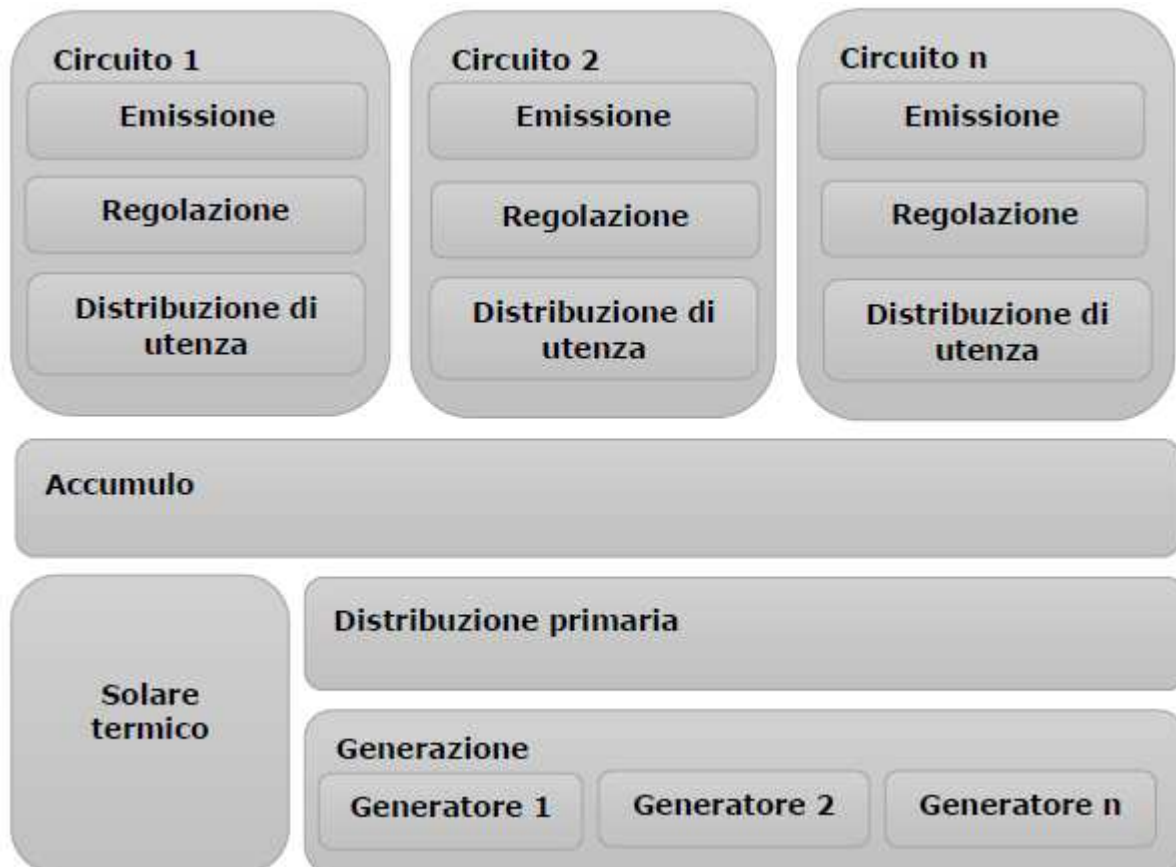 Circuito 1
Emissione
Regolazione
Distribuzione di
utenza
Circuito 2
Emissione
Regolazione
Distribuzione di
utenza
Circuito n
Emissione
Regolazione
Distribuzione di
utenza
Accumulo
Solare
termico
Distribuzione primaria
Generazione
Generatore 1
Generatore 2
Generatore n